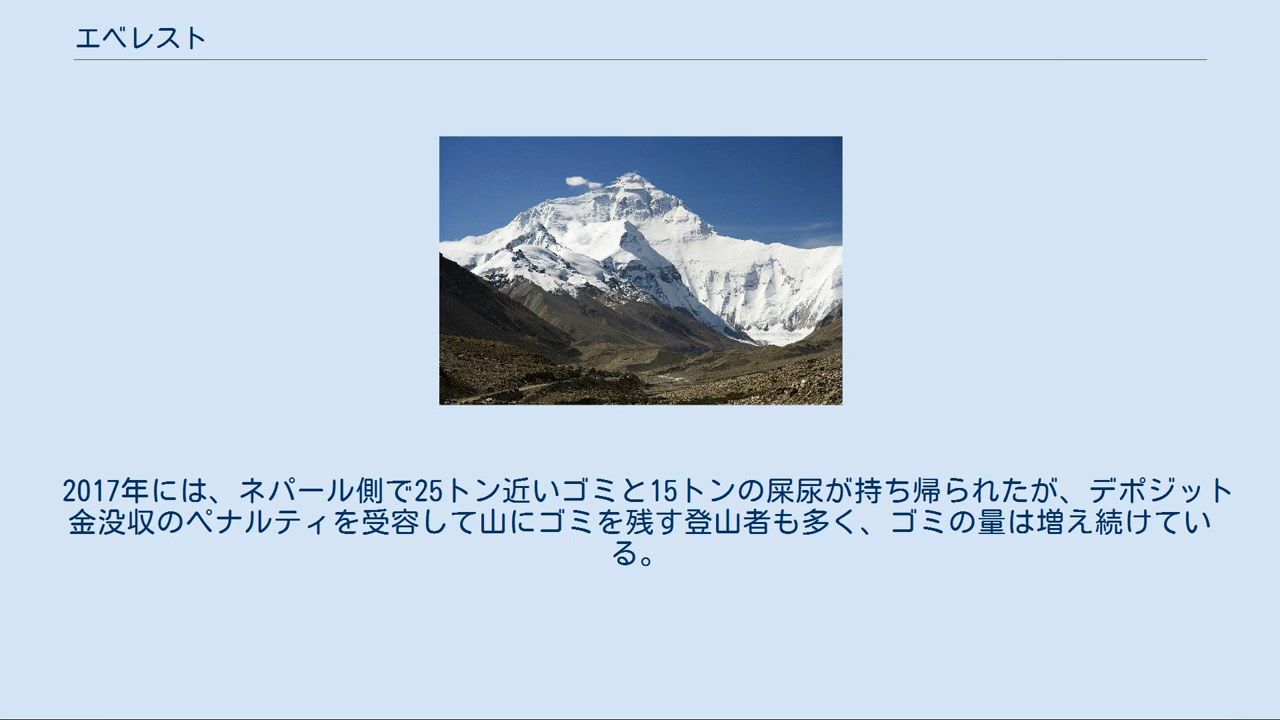 エベレスト
2017年には、ネパール側で25トン近いゴミと15トンの屎尿が持ち帰られたが、デポジット
金没収のペナルティを受容して山にゴミを残す登山者も多く、ゴミの量は増え続けてい
る。